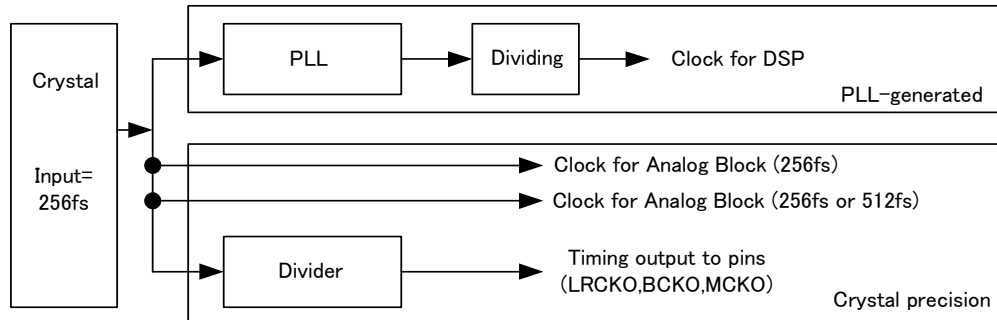 Crystal
Input=
256fs
PLL
Dividing
Clock for DSP
PLL-generated
Clock for Analog Block (256fs)
Clock for Analog Block (256fs or 512fs)
Divider
Timing output to pins
(LRCKO,BCKO,MCKO)
Crystal precision